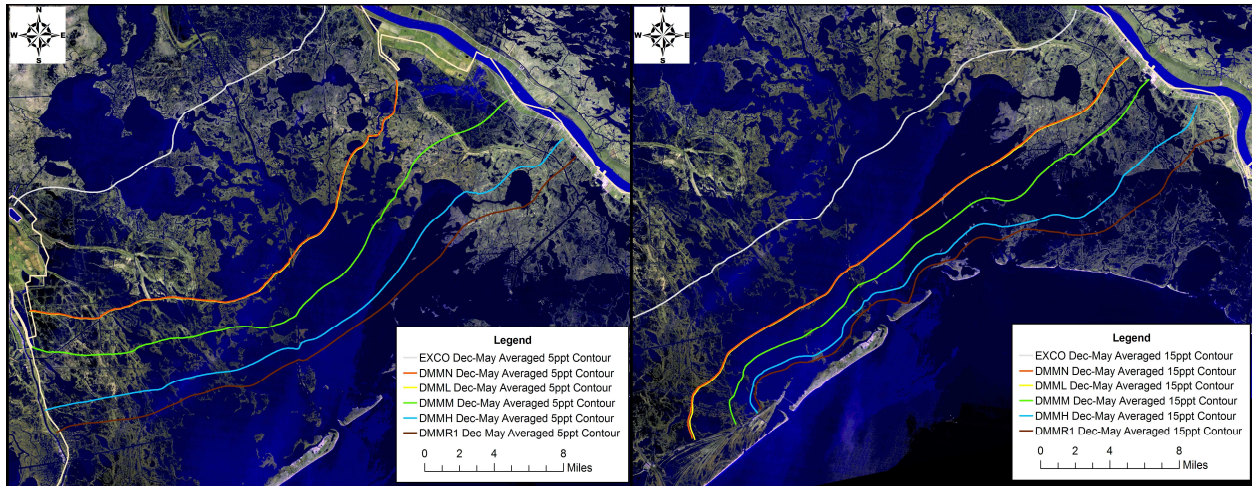 N
W E
S
Legend
EXCO Dec-May Averaged 5ppt Contour
DMMN Dec-May Averaged 5ppt Contour
DMML Dec-May Averaged 5ppt Contour
DMMM Dec-May Averaged 5ppt Contour
DMMH Dec-May Averaged 5ppt Contour
DMMR1 Dec May Averaged 5ppt Contour
0 4 8
Miles
N
W E
S
Legend
EXCO Dec-May Averaged 15ppt Contour
DMMN Dec-May Averaged 15ppt Contour
DMML Dec-May Averaged 15ppt Contour
DMMM Dec-May Averaged 15ppt Contour
DMMH Dec-May Averaged 15ppt Contour
DMMR1 Dec-May Averaged 15ppt Contour
0 4 8
Miles